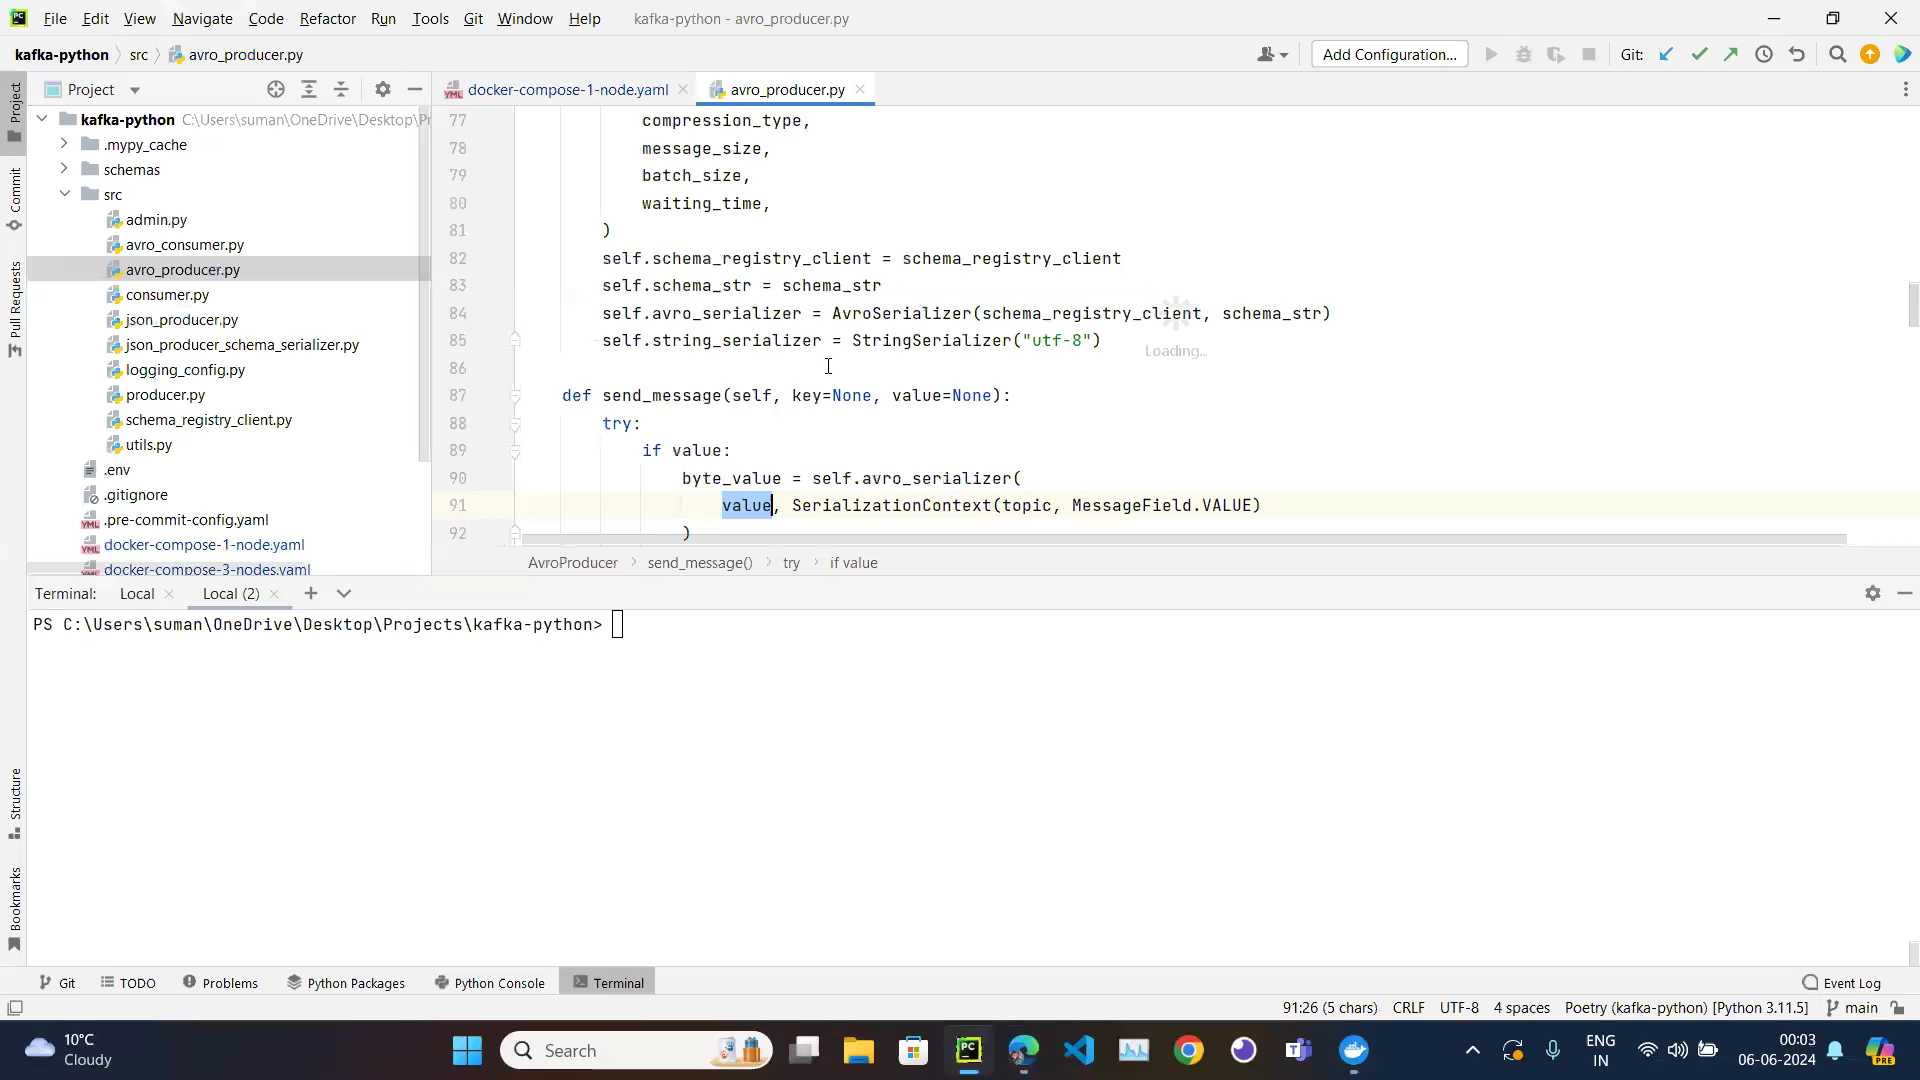 File Edit View Navigate Code Refactor Run Tools Git Window Help kafka-python - avro_producer.py
kafka-python src avro_producer.py Add Configuration... Git:
Project docker-compose-1-node.yaml avro_producer.py
kafka-python C:\Users\suman\OneDrive\Desktop\Pr
.mypy_cache
schemas
src
admin.py
avro_consumer.py
avro_producer.py
consumer.py
json_producer.py
json_producer_schema_serializer.py
logging_config.py
producer.py
schema_registry_client.py
utils.py
.env
.gitignore
.pre-commit-config.yaml
docker-compose-1-node.yaml
docker-compose-3-nodes.yaml
Project
Commit
Pull Requests
Structure
Bookmarks
77 compression_type,
78 message_size,
79 batch_size,
80 waiting_time,
81 )
82 self.schema_registry_client = schema_registry_client
83 self.schema_str = schema_str
84 self.avro_serializer = AvroSerializer(schema_registry_client, schema_str)
85 self.string_serializer = StringSerializer("utf-8")
Loading...
86
87 def send_message(self, key=None, value=None):
88 try:
89 if value:
90 byte_value = self.avro_serializer(
91 value, SerializationContext(topic, MessageField.VALUE)
92 )
AvroProducer send_message() try if value
Terminal: Local Local (2)
PS C:\Users\suman\OneDrive\Desktop\Projects\kafka-python>
Git TODO Problems Python Packages Python Console Terminal Event Log
91:26 (5 chars) CRLF UTF-8 4 spaces Poetry (kafka-python) [Python 3.11.5] main
10°C
Cloudy
Search
ENG
IN
00:03
06-06-2024